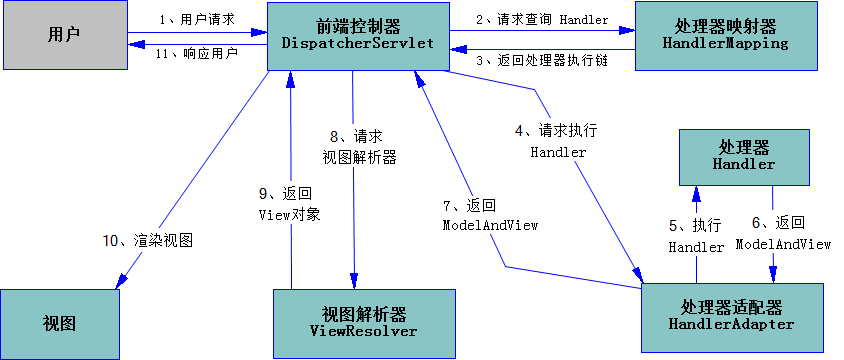 用户
1、用户请求
11、响应用户
前端控制器
DispatcherServlet
2、请求查询 Handler
3、返回处理器执行链
处理器映射器
HandlerMapping
4、请求执行
Handler
处理器
Handler
5、执行
Handler
6、返回
ModelAndView
7、返回
ModelAndView
8、请求
视图解析器
9、返回
View对象
10、渲染视图
视图
视图解析器
ViewResolver
处理器适配器
HandlerAdapter